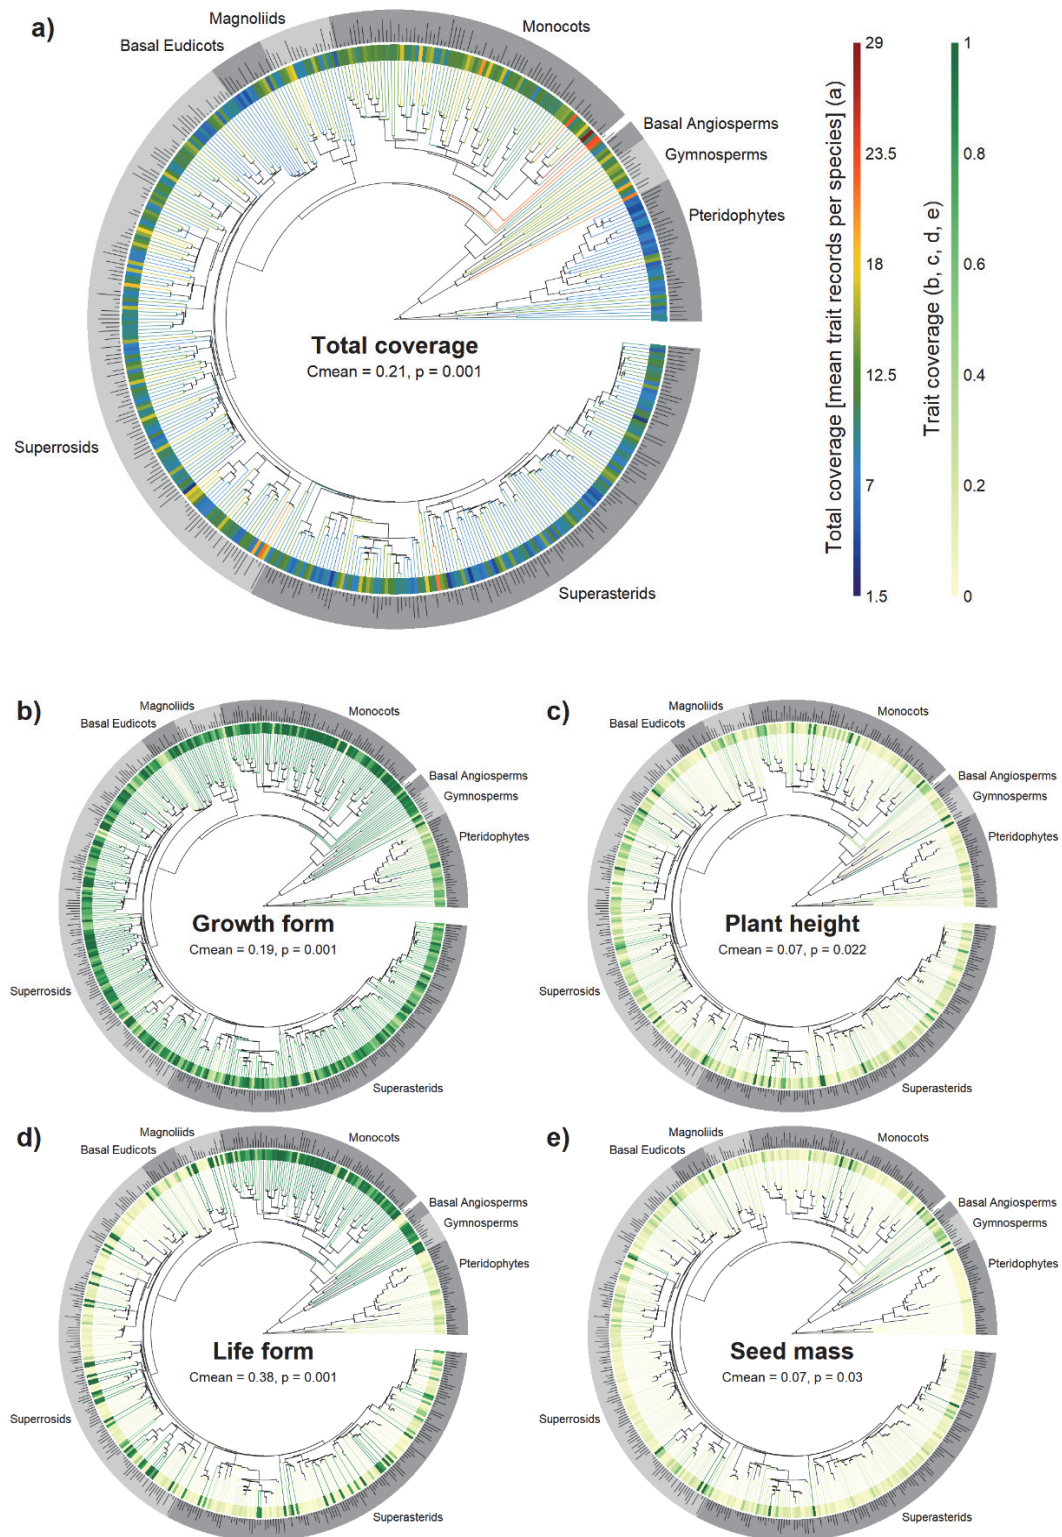 a)
Magnoliids
Basal Eudicots
Monocots
Basal Angiosperms
Gymnosperms
Pteridophytes
Total coverage
Cmean = 0.21, p = 0.001
Superrosids
Superasterids
Total coverage [mean trait records per species] (a)
29
23.5
18
12.5
7
1.5
Trait coverage (b, c, d, e)
1
0.8
0.6
0.4
0.2
0
b)
Magnoliids
Basal Eudicots
Monocots
Basal Angiosperms
Gymnosperms
Pteridophytes
Growth form
Cmean = 0.19, p = 0.001
Superrosids
Superasterids
c)
Magnoliids
Basal Eudicots
Monocots
Basal Angiosperms
Gymnosperms
Pteridophytes
Plant height
Cmean = 0.07, p = 0.022
Superrosids
Superasterids
d)
Magnoliids
Basal Eudicots
Monocots
Basal Angiosperms
Gymnosperms
Pteridophytes
Life form
Cmean = 0.38, p = 0.001
Superrosids
Superasterids
e)
Magnoliids
Basal Eudicots
Monocots
Basal Angiosperms
Gymnosperms
Pteridophytes
Seed mass
Cmean = 0.07, p = 0.03
Superrosids
Superasterids